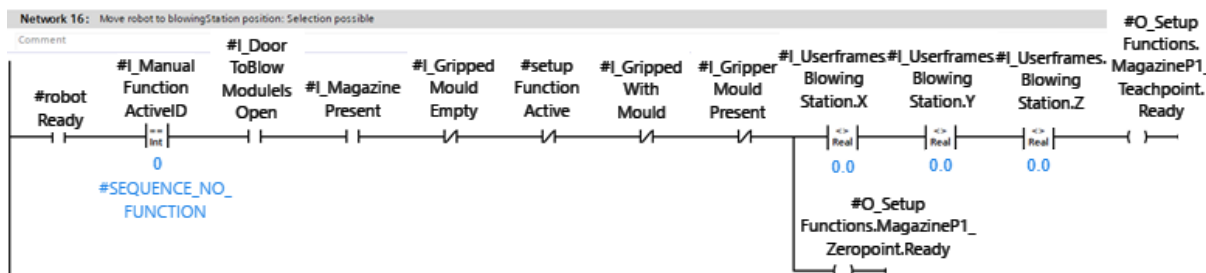 Network 16: Move robot to blowingStation position: Selection possible
Comment
#robot
Ready
#I_Manual
Function
ActiveID
==
Int
0
#SEQUENCE_NO_
FUNCTION
#I_Door
ToBlow
ModuleIs
Open
#I_Magazine
Present
#I_Gripped
Mould
Empty
#setup
Function
Active
#I_Gripped
With
Mould
#I_Gripper
Mould
Present
#I_Userframes
Blowing
Station.X
<>
Real
0.0
#I_Userframes
Blowing
Station.Y
<>
Real
0.0
#I_Userframes.
Blowing
Station.Z
<>
Real
0.0
#O_Setup
Functions.
MagazineP1_
Teachpoint.
Ready
#O_Setup
Functions.MagazineP1_
Zeropoint.Ready